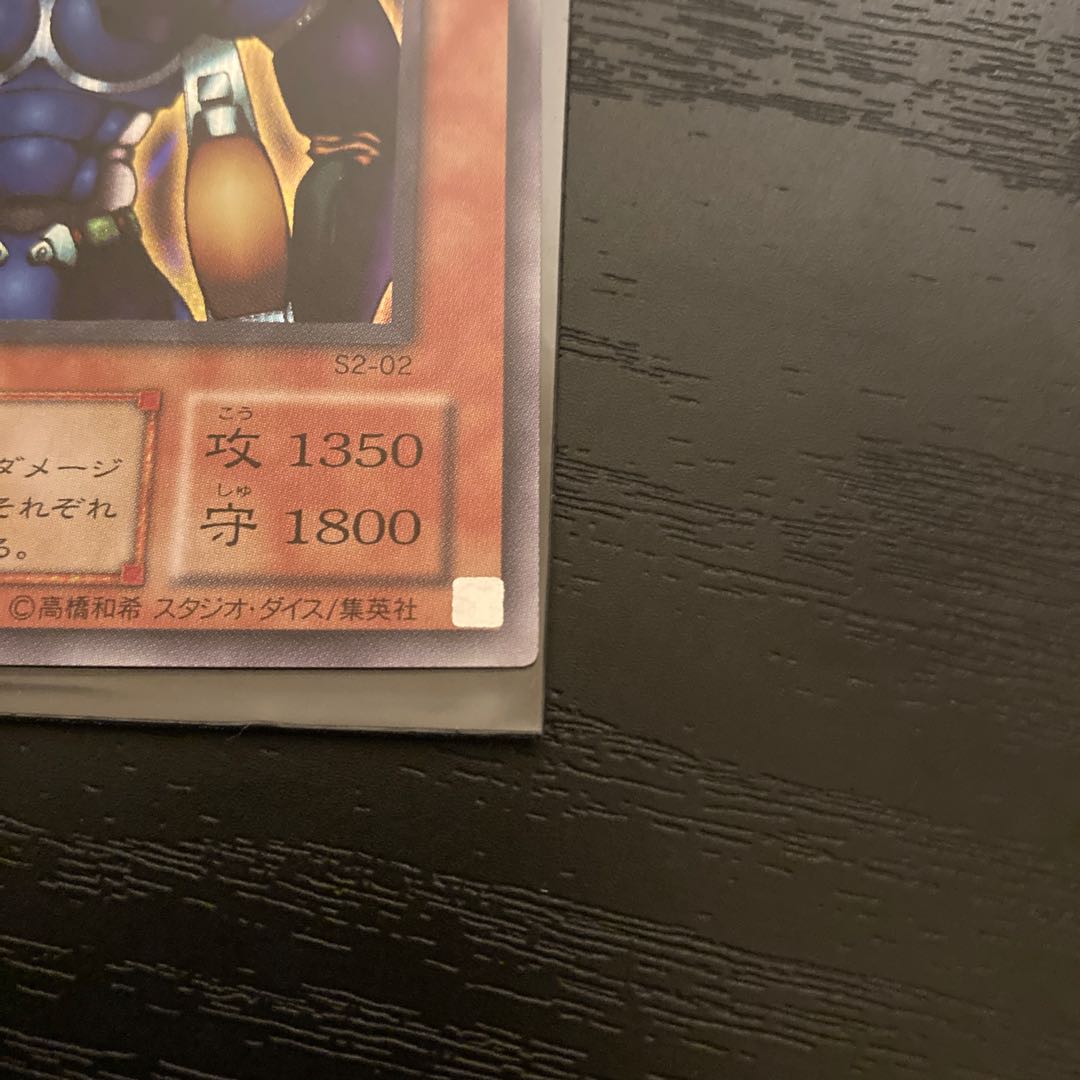 S2-02
ダメージ
それぞれ
る。
こう
攻 1350
しゅ
守 1800
©高橋和希 スタジオ・ダイス/集英社